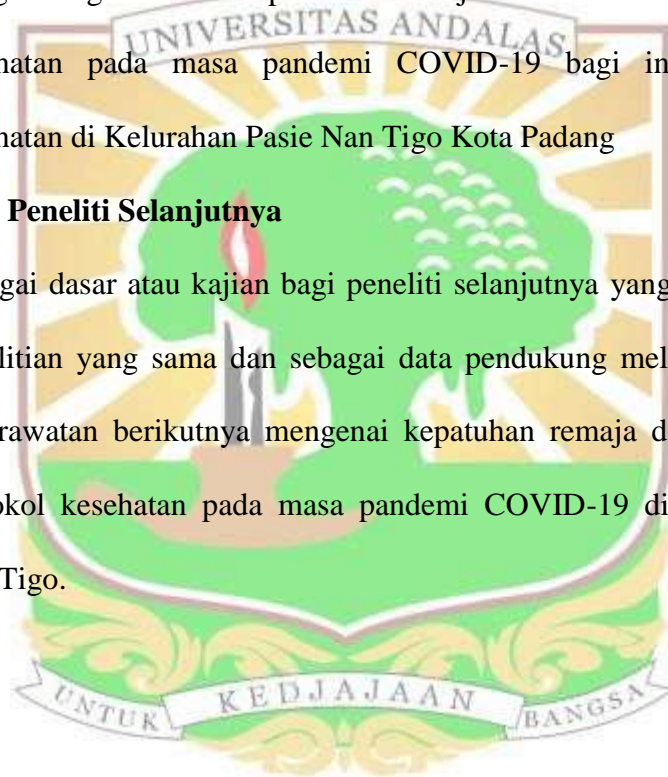 UNIVERSITAS ANDALAS
hatan pada masa pandemi COVID-19 bagi in
natan di Kelurahan Pasie Nan Tigo Kota Padang
Peneliti Selanjutnya
gai dasar atau kajian bagi peneliti selanjutnya yang
litian yang sama dan sebagai data pendukung mel
rawatan berikutnya mengenai kepatuhan remaja d
okol kesehatan pada masa pandemi COVID-19 di
Tigo.
UNTUK KEDJAJAAN BANGSA